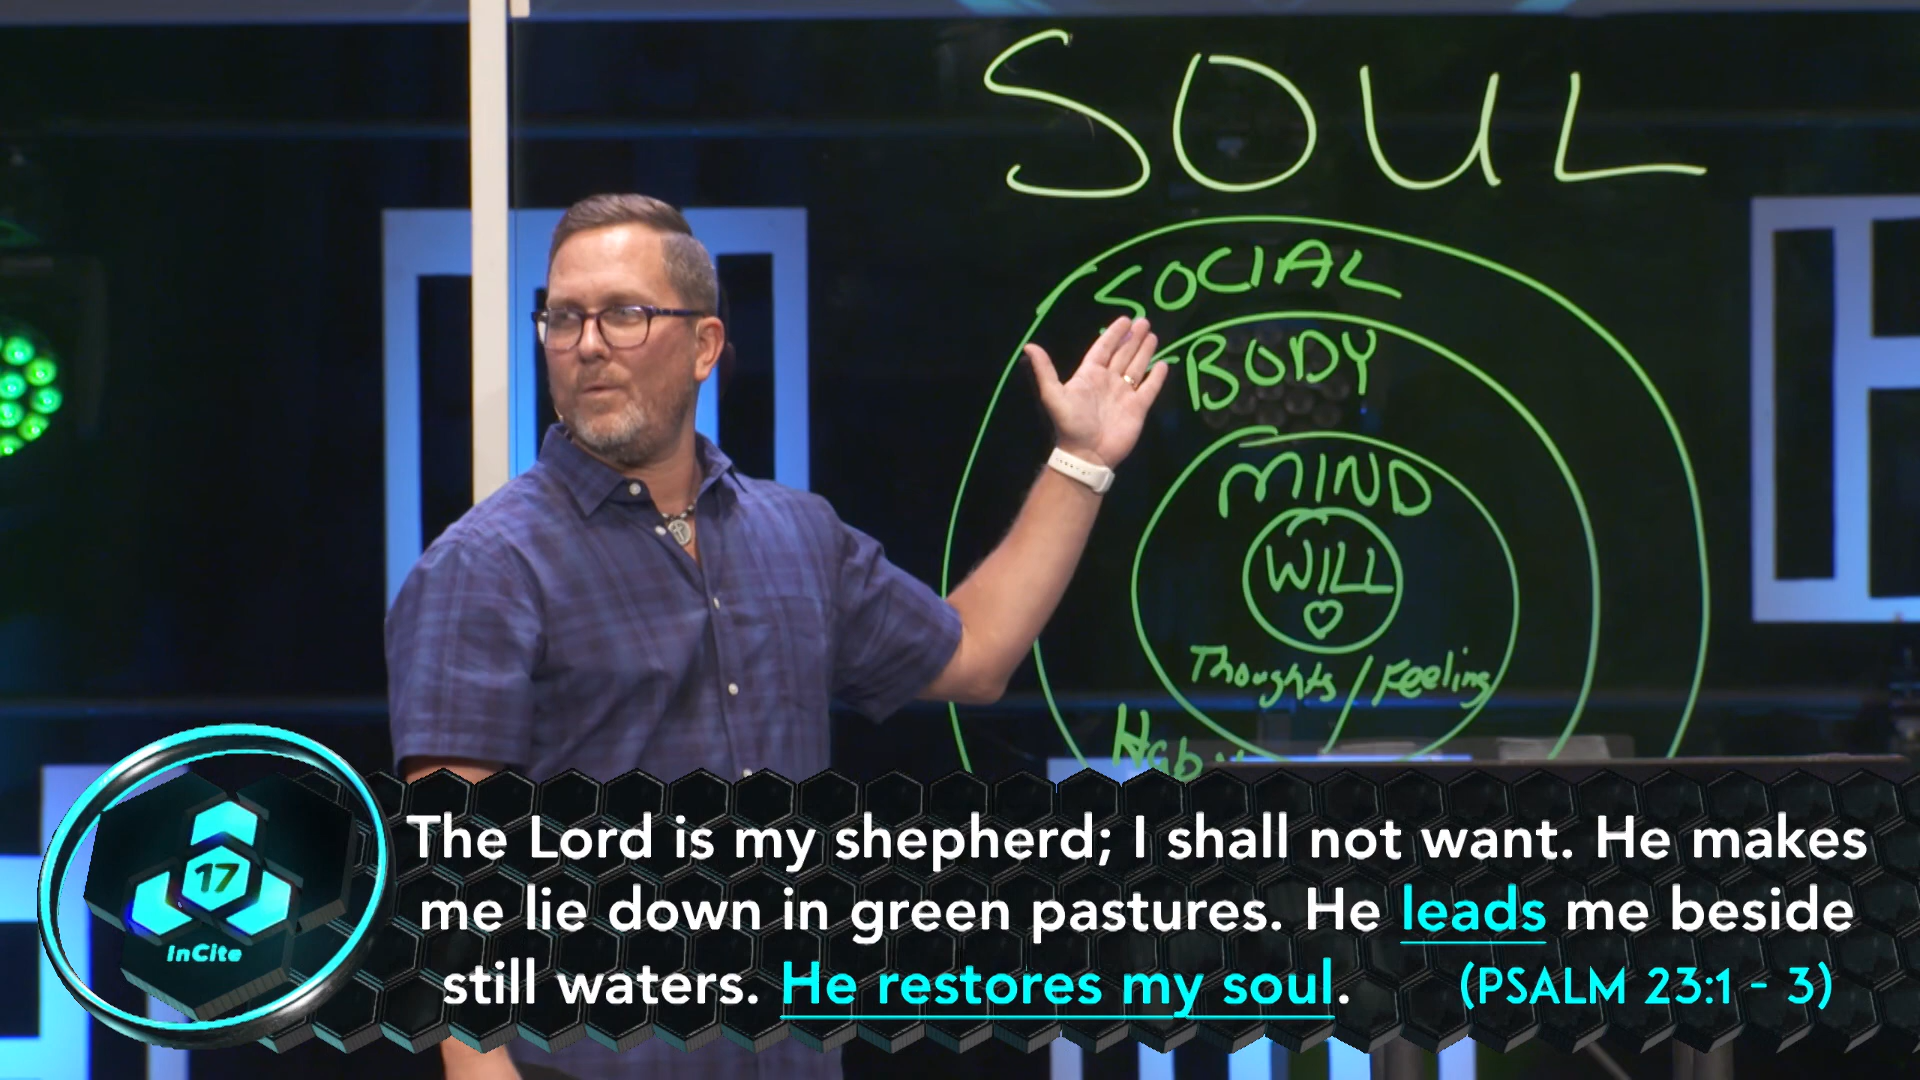 SOUL
SOCIAL
BODY
MIND
WILL
Thoughts / Feeling
17
InCite
The Lord is my shepherd; I shall not want. He makes
me lie down in green pastures. He leads me beside
still waters. He restores my soul. (PSALM 23:1 - 3)